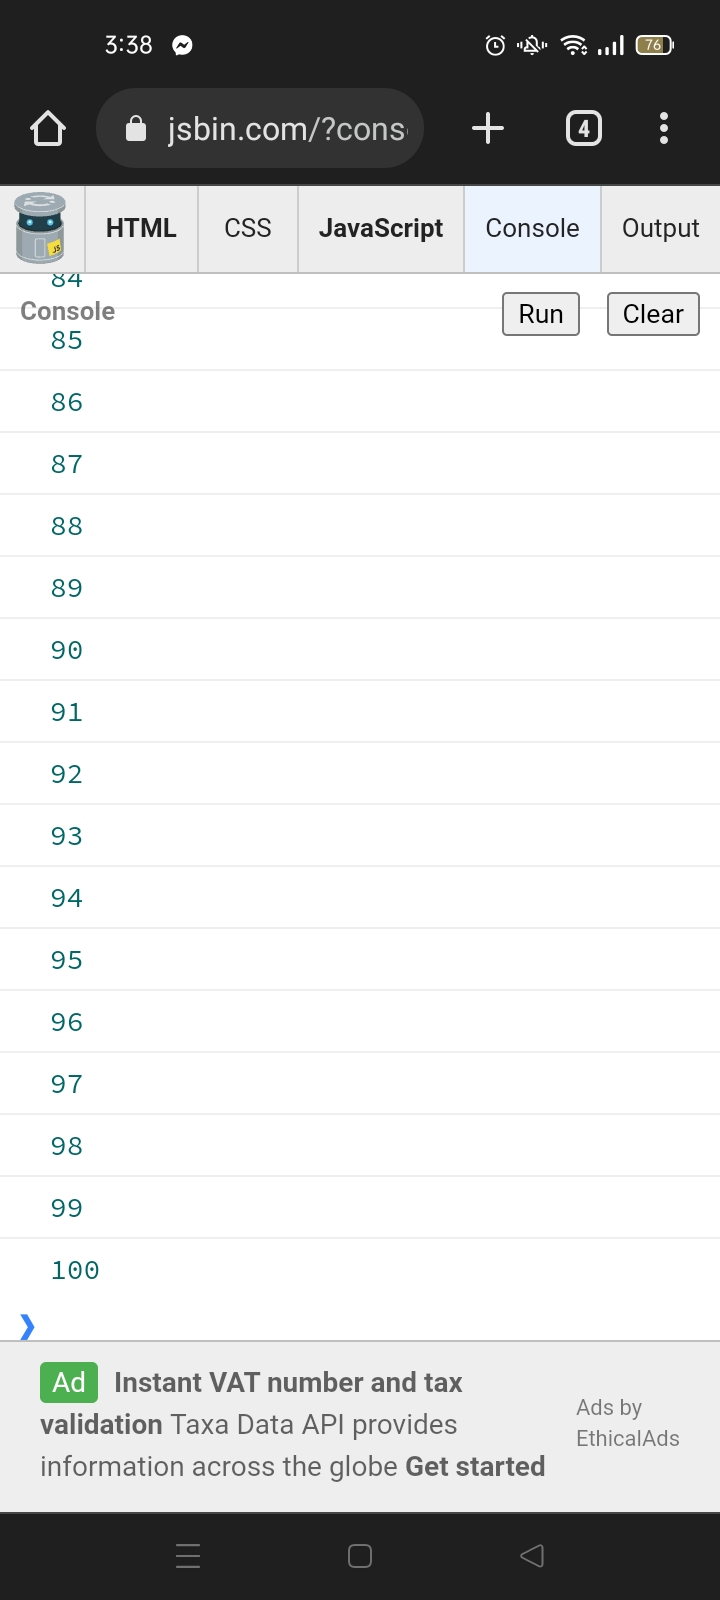 3:38
76
jsbin.com/?cons
4
HTML CSS JavaScript Console Output
84
Console Run Clear
85
86
87
88
89
90
91
92
93
94
95
96
97
98
99
100
Ad Instant VAT number and tax
validation Taxa Data API provides
information across the globe Get started
Ads by
EthicalAds